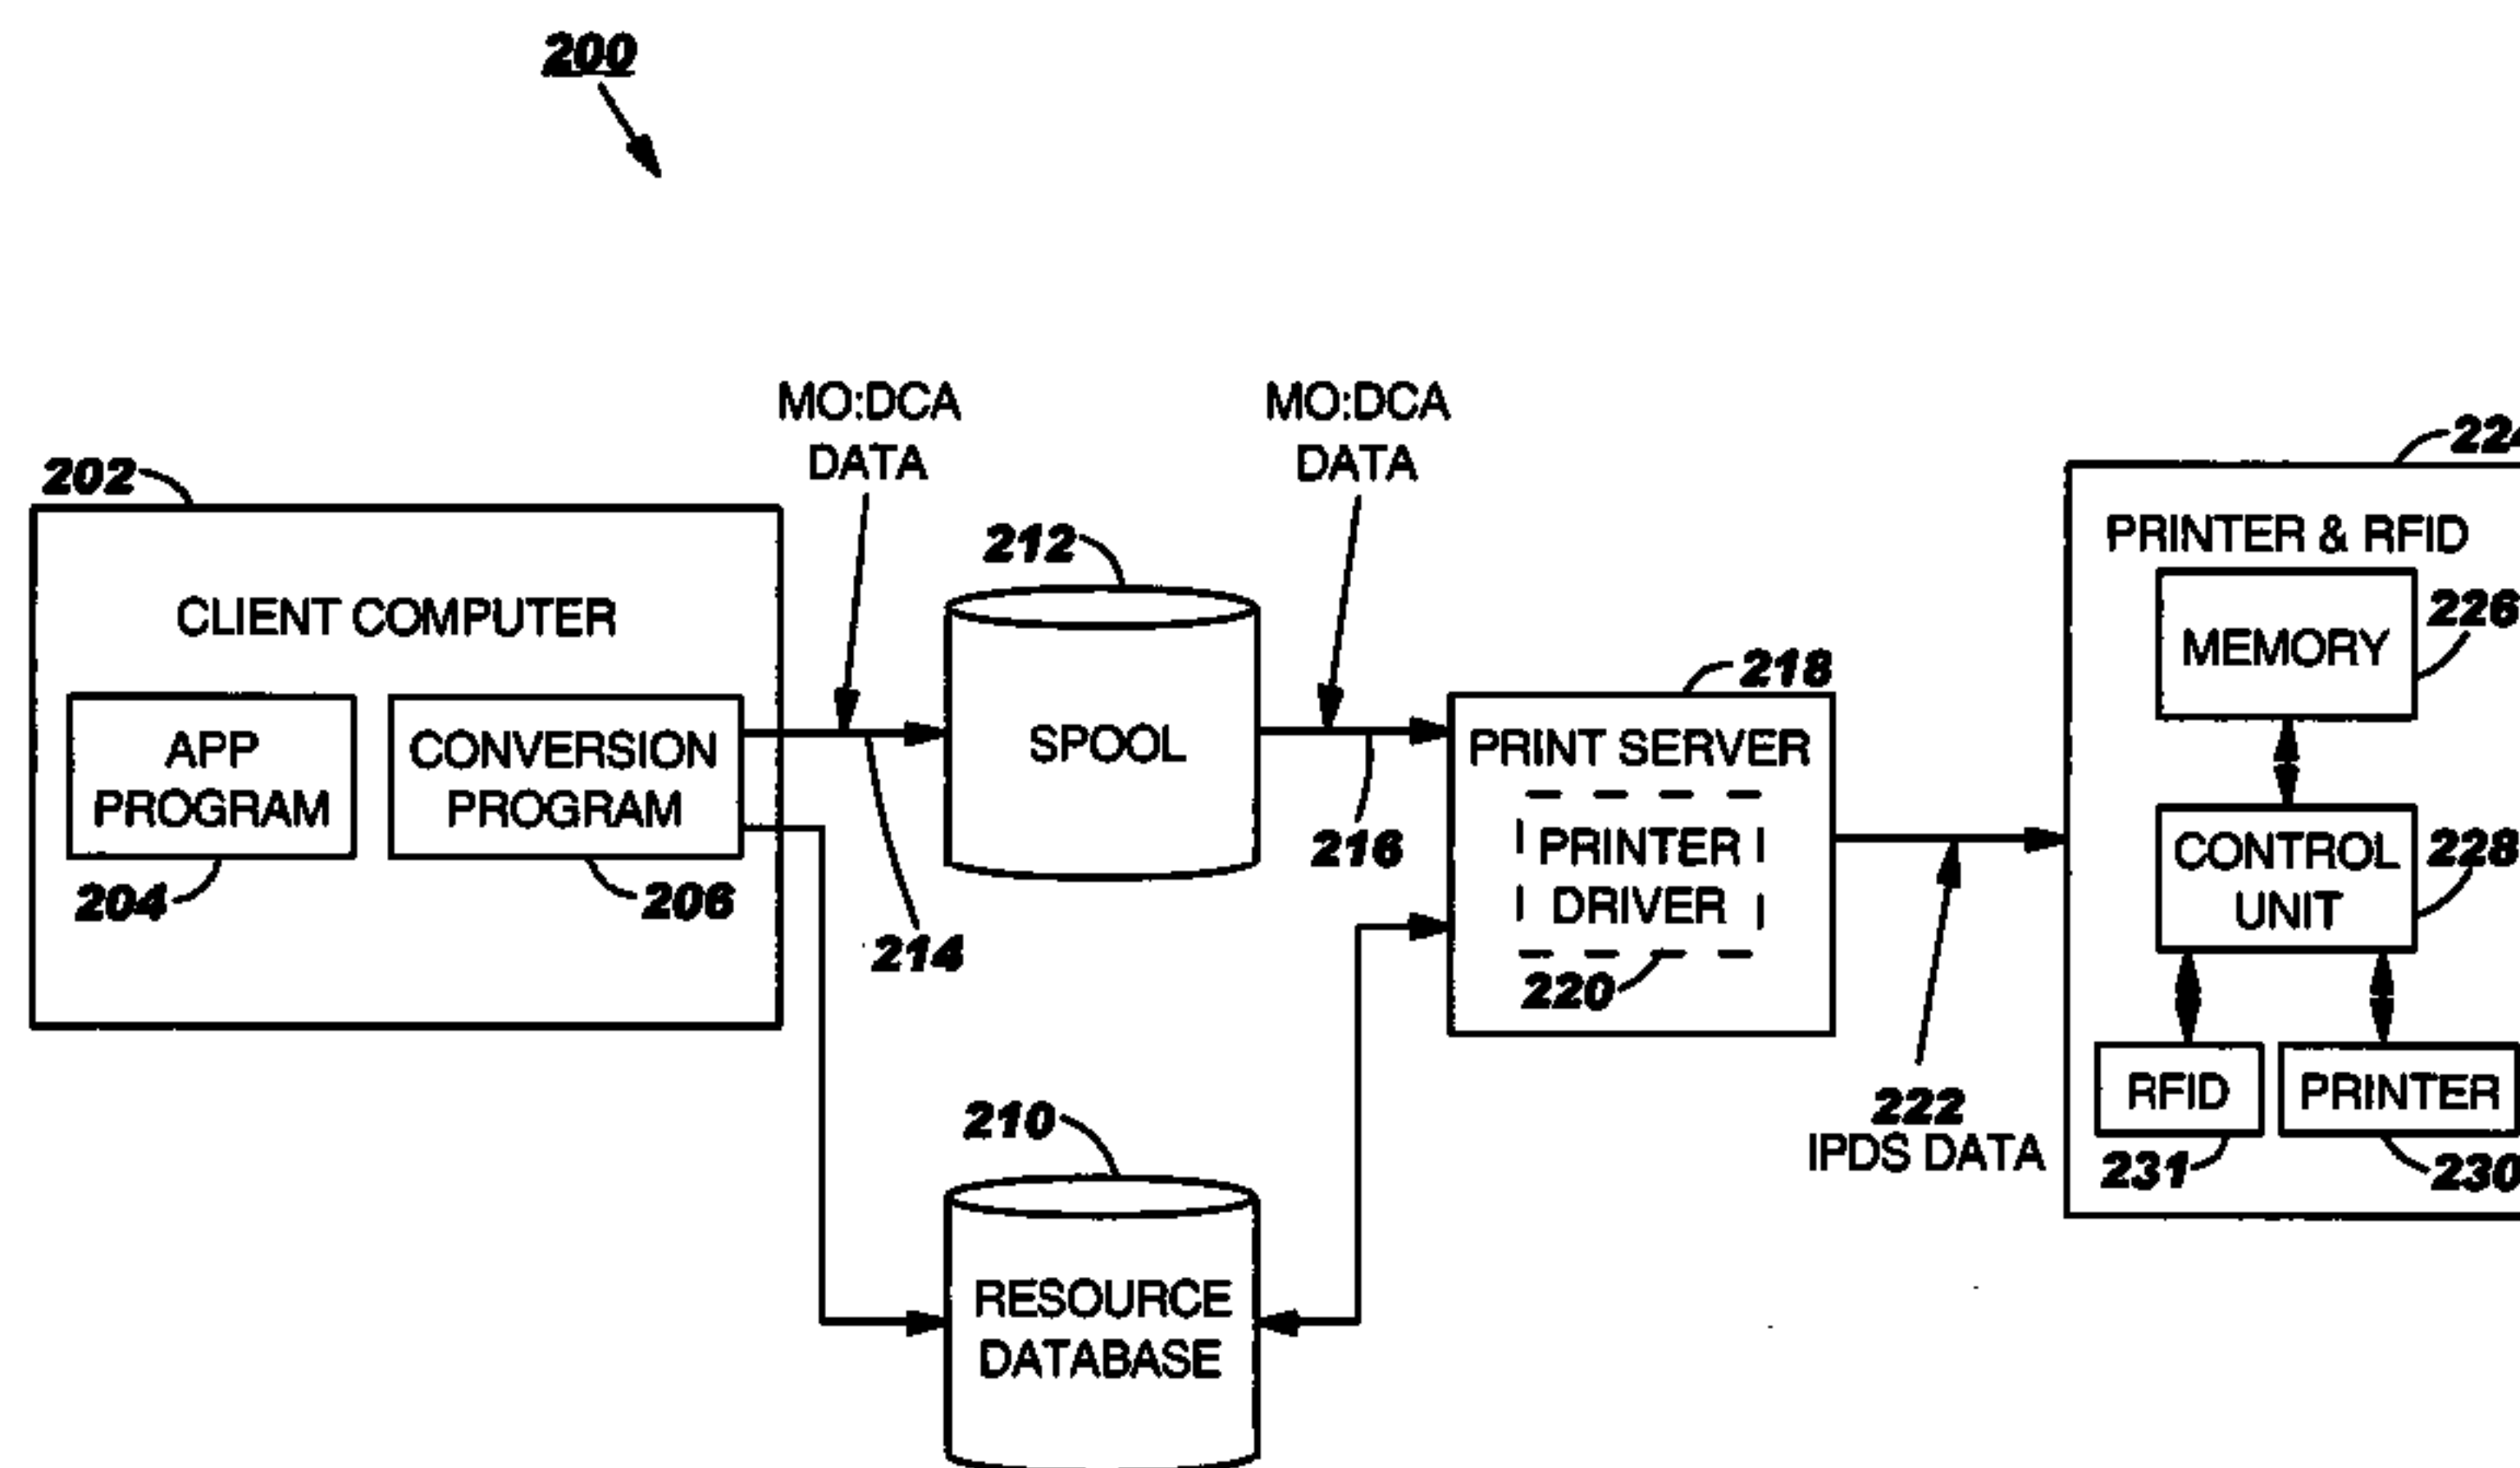 200
MO:DCA
DATA
MO:DCA
DATA
202
CLIENT COMPUTER
APP
PROGRAM
204
CONVERSION
PROGRAM
206
214
212
SPOOL
216
218
PRINT SERVER
PRINTER
DRIVER
220
210
RESOURCE
DATABASE
222
IPDS DATA
PRINTER & RFID
MEMORY
226
CONTROL
UNIT
228
RFID
231
PRINTER
230